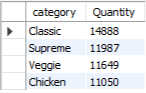 category Quantity
Classic 14888
Supreme 11987
Veggie 11649
Chicken 11050